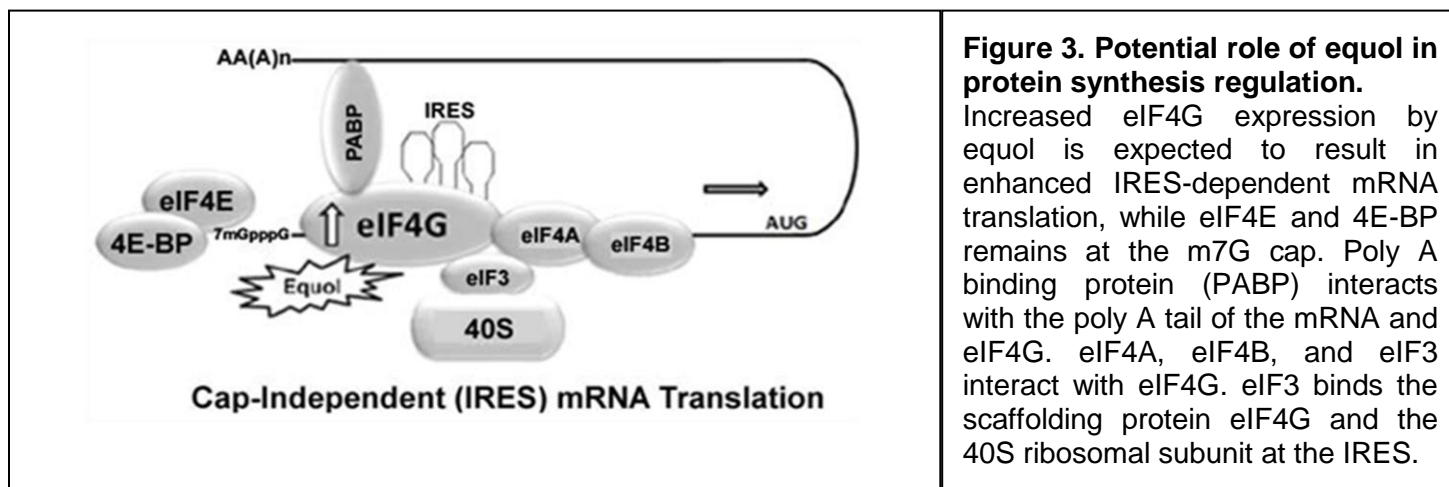 AA(A)n
PABP
IRES
eIF4E
4E-BP
7mGpppG
eIF4G
eIF4A
eIF4B
AUG
Equol
eIF3
40S
Cap-Independent (IRES) mRNA Translation
Figure 3. Potential role of equol in
protein synthesis regulation.
Increased eIF4G expression by
equol is expected to result in
enhanced IRES-dependent mRNA
translation, while eIF4E and 4E-BP
remains at the m7G cap. Poly A
binding protein (PABP) interacts
with the poly A tail of the mRNA and
eIF4G. eIF4A, eIF4B, and eIF3
interact with eIF4G. eIF3 binds the
scaffolding protein eIF4G and the
40S ribosomal subunit at the IRES.